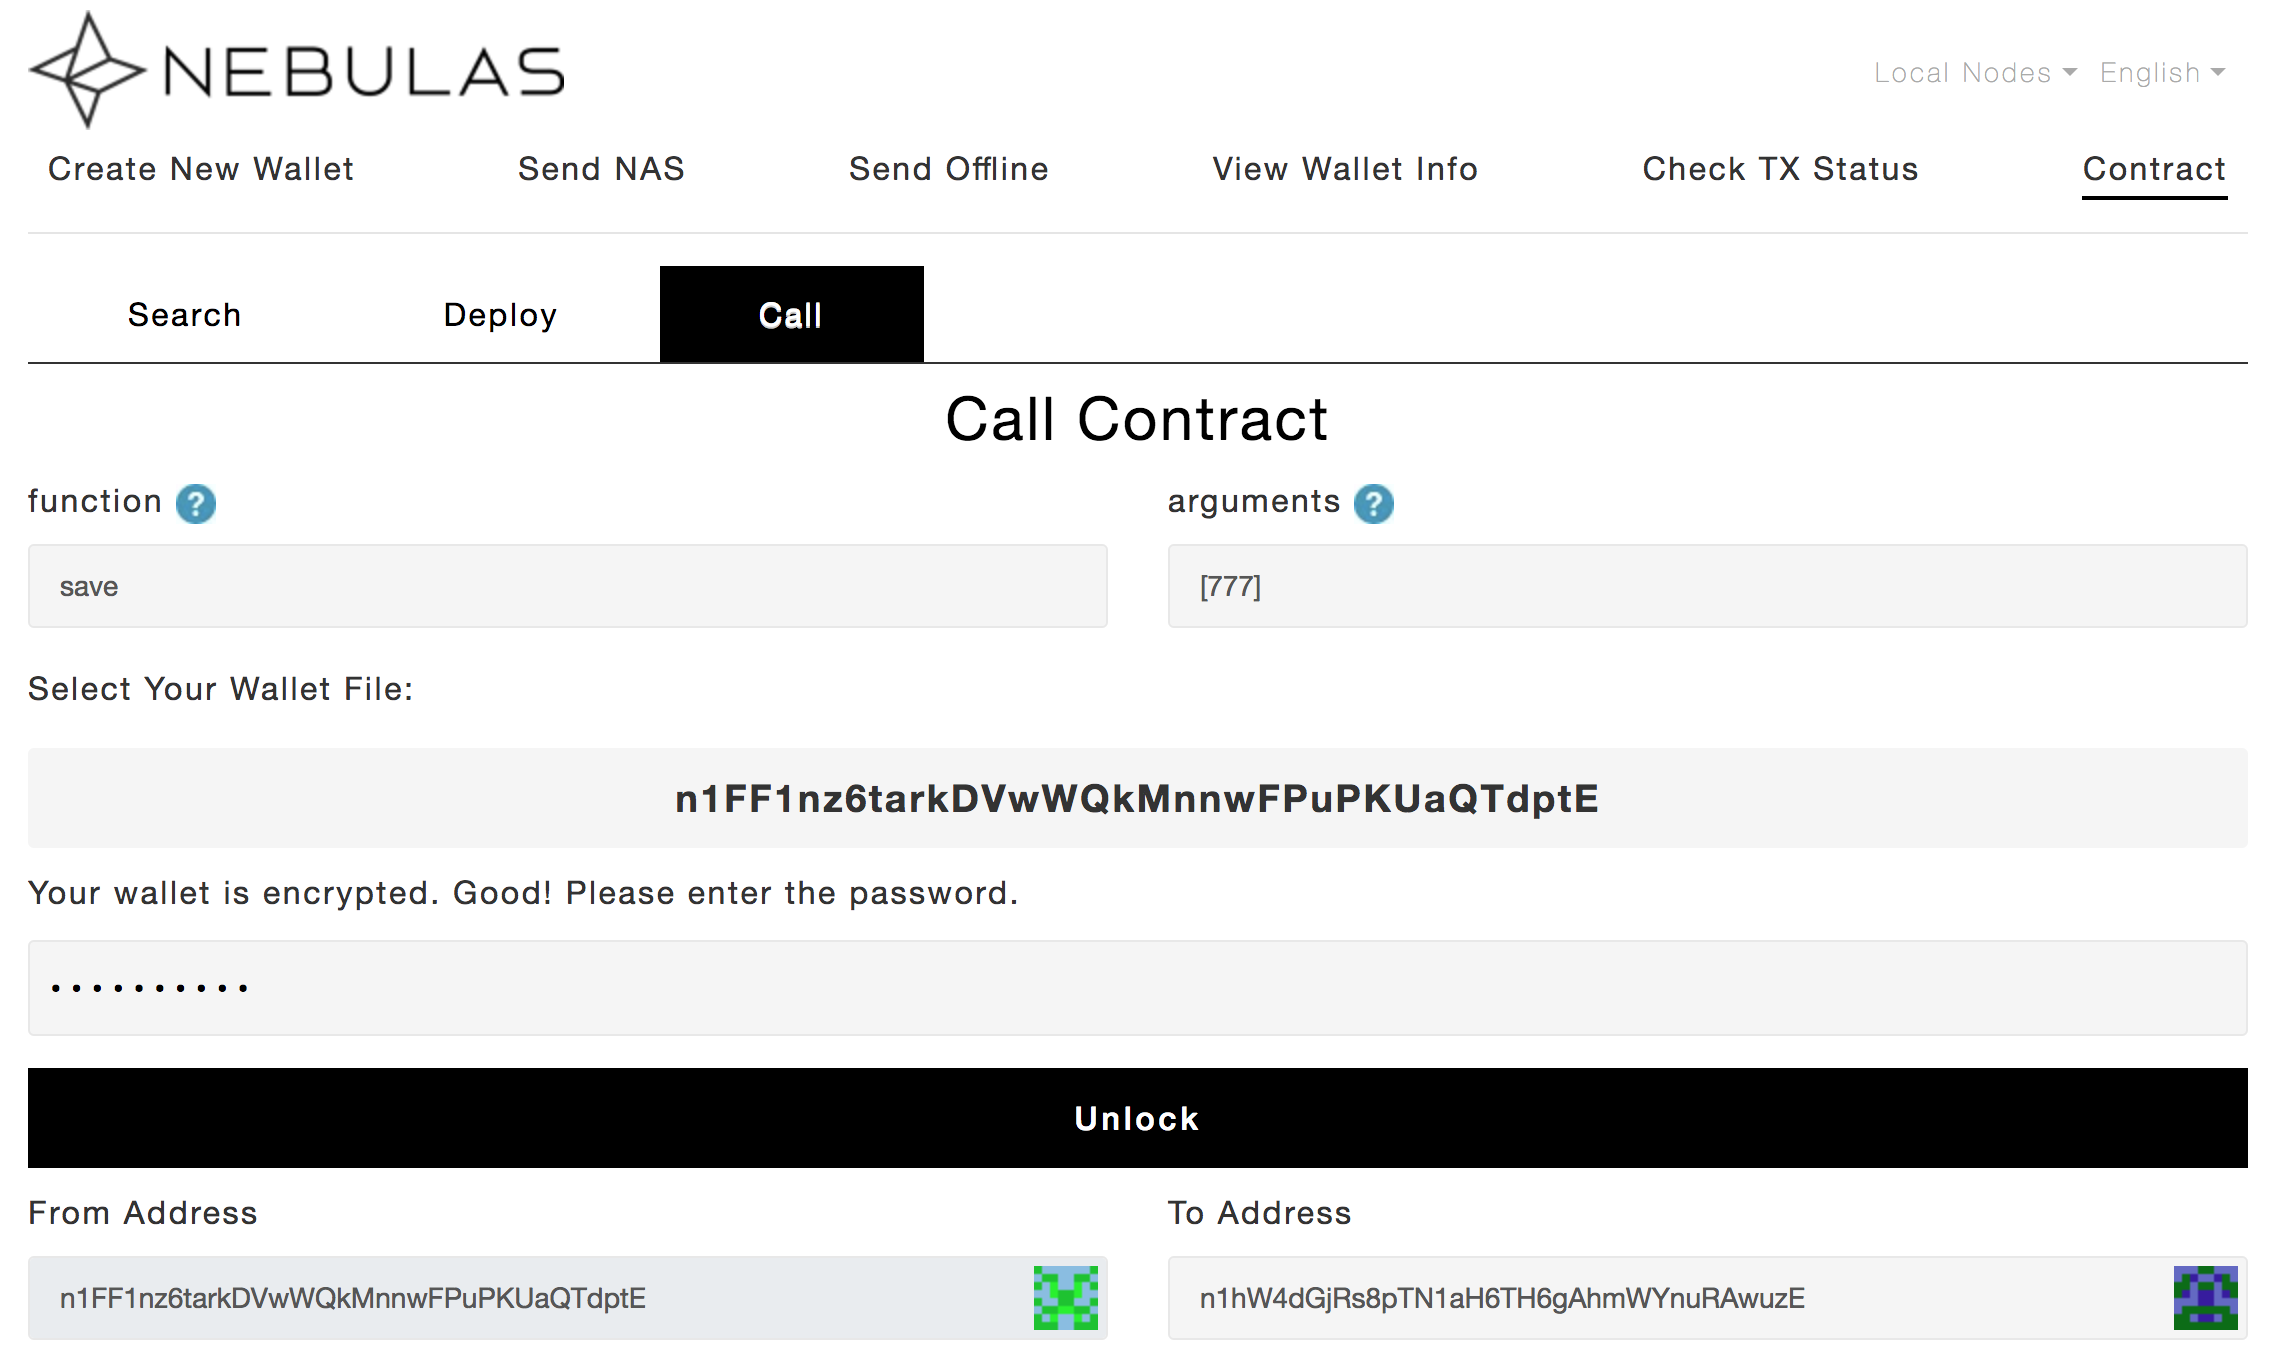 NEBULAS
Local Nodes English
Create New Wallet Send NAS Send Offline View Wallet Info Check TX Status Contract
Search Deploy Call
Call Contract
function ? arguments ?
save [777]
Select Your Wallet File:
n1FF1nz6tarkDVwWQkMnnwFPuPKUaQTdptE
Your wallet is encrypted. Good! Please enter the password.
• • • • • • • • • •
Unlock
From Address To Address
n1FF1nz6tarkDVwWQkMnnwFPuPKUaQTdptE n1hW4dGjRs8pTN1aH6TH6gAhmWYnuRAwuzE